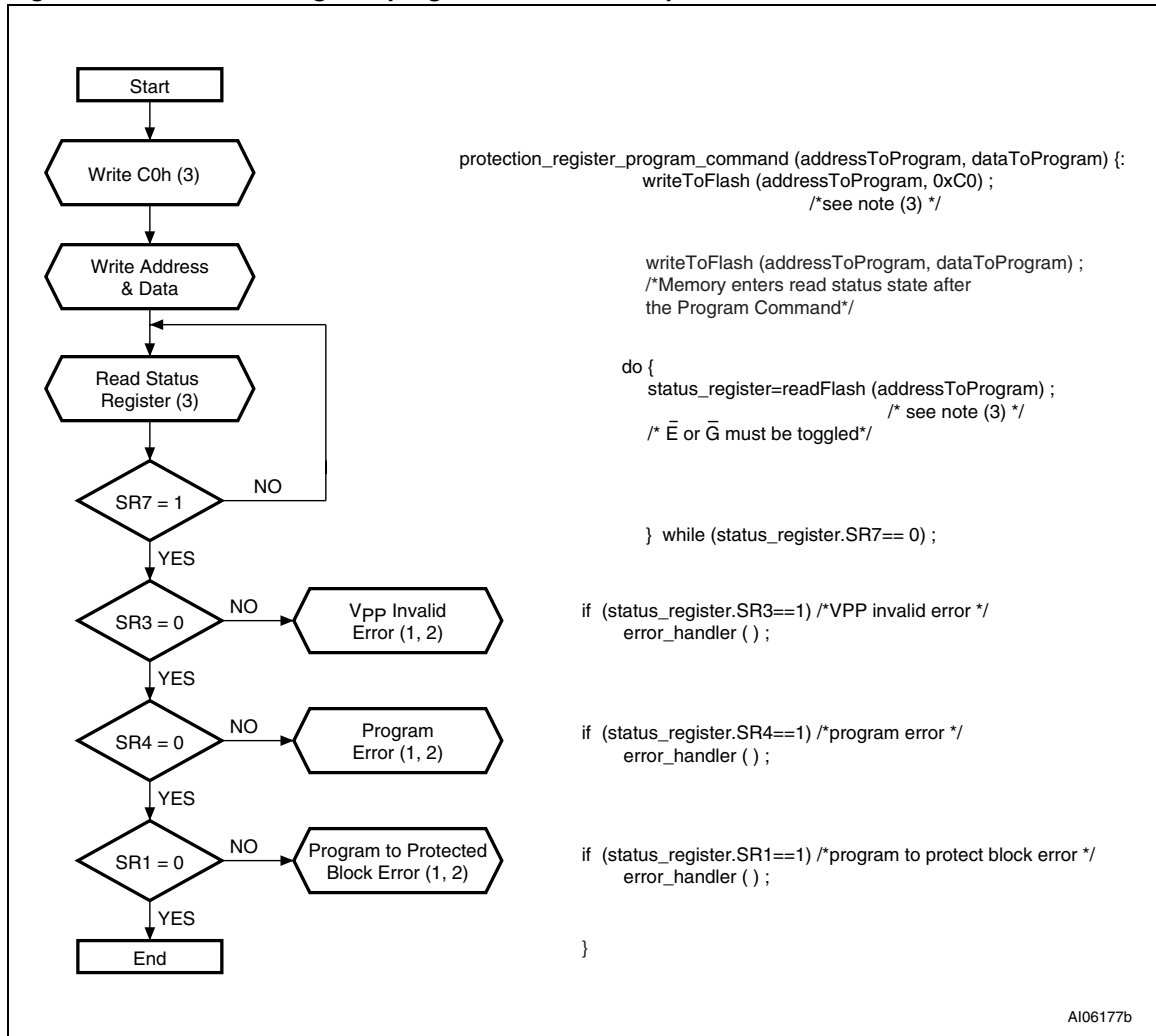 Start
Write C0h (3)
Write Address
& Data
Read Status
Register (3)
SR7 = 1
NO
YES
SR3 = 0
NO
VPP Invalid
Error (1, 2)
YES
SR4 = 0
NO
Program
Error (1, 2)
YES
SR1 = 0
NO
Program to Protected
Block Error (1, 2)
YES
End
protection_register_program_command (addressToProgram, dataToProgram) {:
writeToFlash (addressToProgram, 0xC0) ;
/*see note (3) */
writeToFlash (addressToProgram, dataToProgram) ;
/*Memory enters read status state after
the Program Command*/
do {
status_register=readFlash (addressToProgram) ;
/* see note (3) */
/* E̅ or G̅ must be toggled*/
} while (status_register.SR7== 0) ;
if (status_register.SR3==1) /*VPP invalid error */
error_handler ( ) ;
if (status_register.SR4==1) /*program error */
error_handler ( ) ;
if (status_register.SR1==1) /*program to protect block error */
error_handler ( ) ;
}
AI06177b